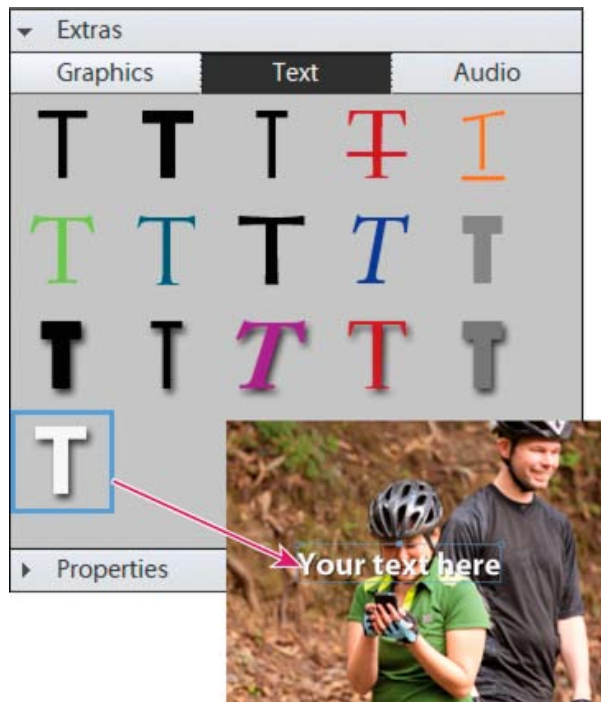 Extras
Graphics Text Audio
T T T T T
T T T T T
T T T T T
T
Your text here
Properties